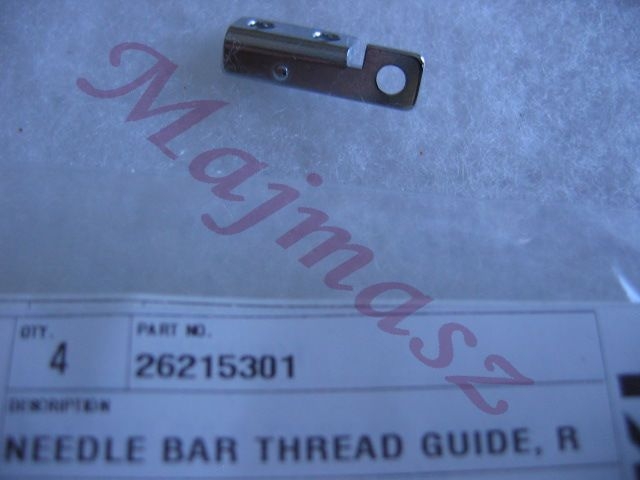 Majmasz
QTY.
PART NO.
4
26215301
DESCRIPTION
NEEDLE BAR THREAD GUIDE, R